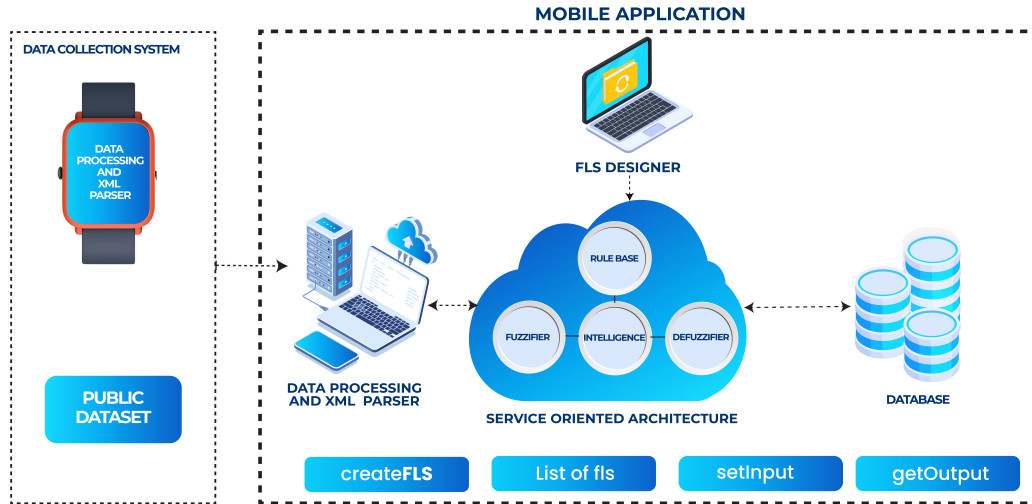 MOBILE APPLICATION
DATA COLLECTION SYSTEM
DATA
PROCESSING
AND
XML
PARSER
PUBLIC
DATASET
FLS DESIGNER
RULE BASE
FUZZIFIER
INTELLIGENCE
DEFUZZIFIER
DATA PROCESSING
AND XML PARSER
SERVICE ORIENTED ARCHITECTURE
DATABASE
createFLS
List of fls
setInput
getOutput